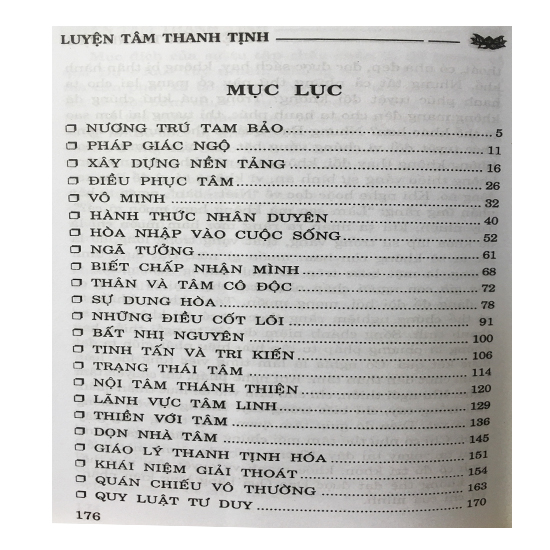 LUYỆN TÂM THANH TỊNH
MỤC LỤC
❒ NƯƠNG TRÚ TAM BẢO 5
❒ PHÁP GIÁC NGỘ 11
❒ XÂY DỰNG NỀN TẢNG 16
❒ ĐIỀU PHỤC TÂM 26
❒ VÔ MINH 32
❒ HÀNH THỨC NHÂN DUYÊN 40
❒ HÒA NHẬP VÀO CUỘC SỐNG 52
❒ NGÃ TƯỞNG 61
❒ BIẾT CHẤP NHẬN MÌNH 68
❒ THÂN VÀ TÂM CÔ ĐỘC 72
❒ SỰ DUNG HÒA 78
❒ NHỮNG ĐIỀU CỐT LÕI 91
❒ BẤT NHỊ NGUYÊN 100
❒ TINH TẤN VÀ TRI KIẾN 106
❒ TRẠNG THÁI TÂM 114
❒ NỘI TÂM THÁNH THIỆN 120
❒ LÃNH VỰC TÂM LINH 129
❒ THIỀN VỚI TÂM 136
❒ DỌN NHÀ TÂM 145
❒ GIÁO LÝ THANH TỊNH HÓA 151
❒ KHÁI NIỆM GIẢI THOÁT 154
❒ QUÁN CHIẾU VÔ THƯỜNG 163
❒ QUY LUẬT TƯ DUY 170
176